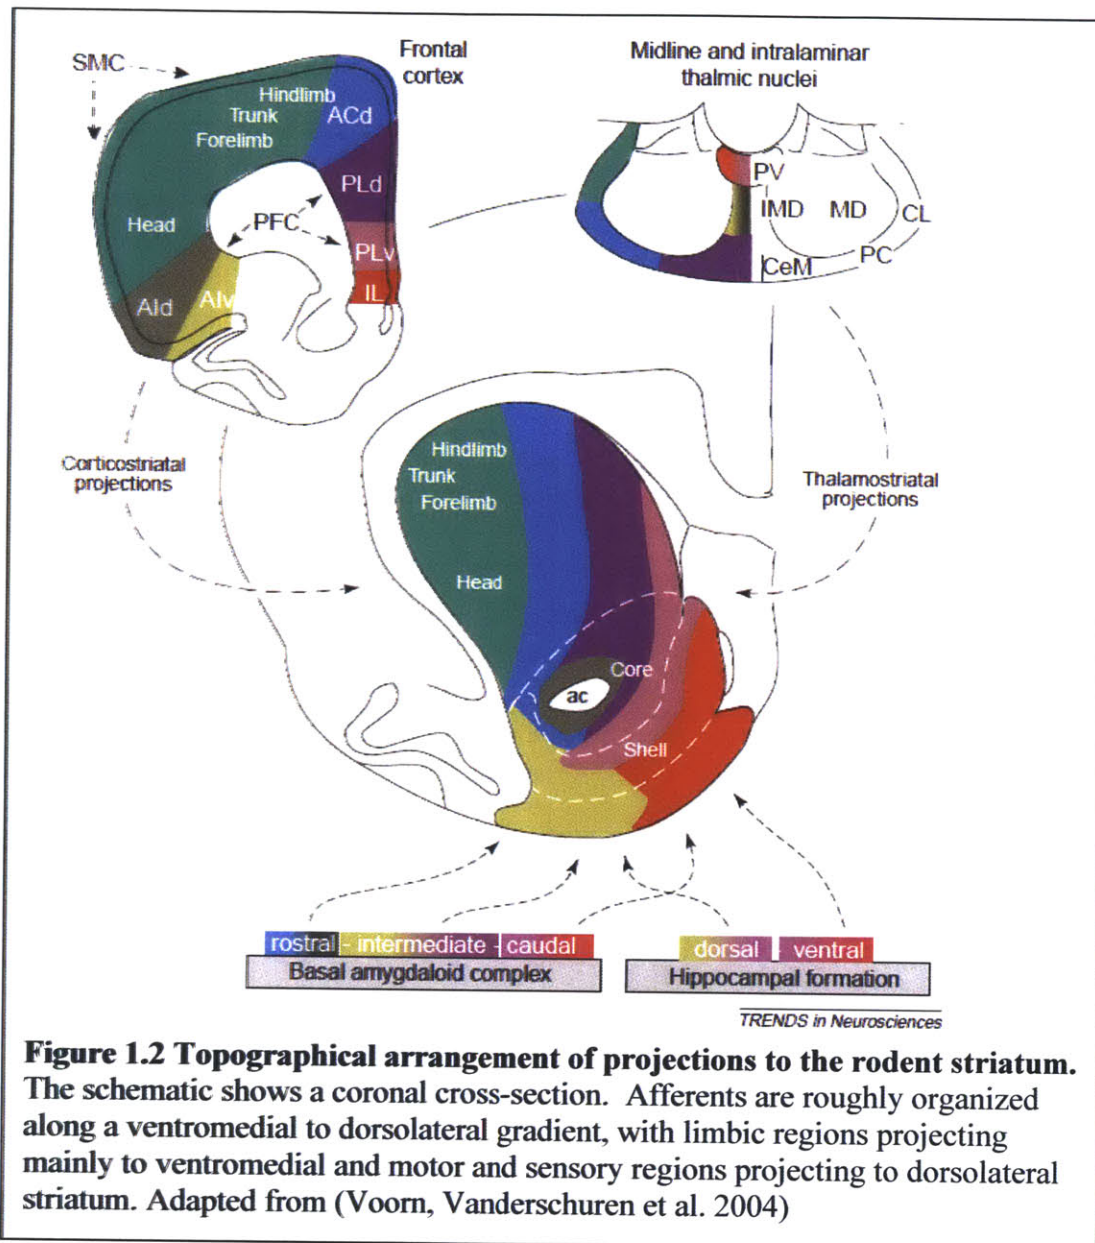 SMC
Frontal
cortex
Hindlimb
Trunk
Forelimb
ACd
PLd
PFC
Head
PLv
AId
AIv
IL
Midline and intralaminar
thalmic nuclei
PV
IMD
MD
CL
PC
CeM
Corticostriatal
projections
Thalamostriatal
projections
Hindlimb
Trunk
Forelimb
Head
Core
ac
Shell
rostral - intermediate - caudal
Basal amygdaloid complex
dorsal ventral
Hippocampal formation
TRENDS in Neurosciences
Figure 1.2 Topographical arrangement of projections to the rodent striatum.
The schematic shows a coronal cross-section. Afferents are roughly organized
along a ventromedial to dorsolateral gradient, with limbic regions projecting
mainly to ventromedial and motor and sensory regions projecting to dorsolateral
striatum. Adapted from (Voorn, Vanderschuren et al. 2004)